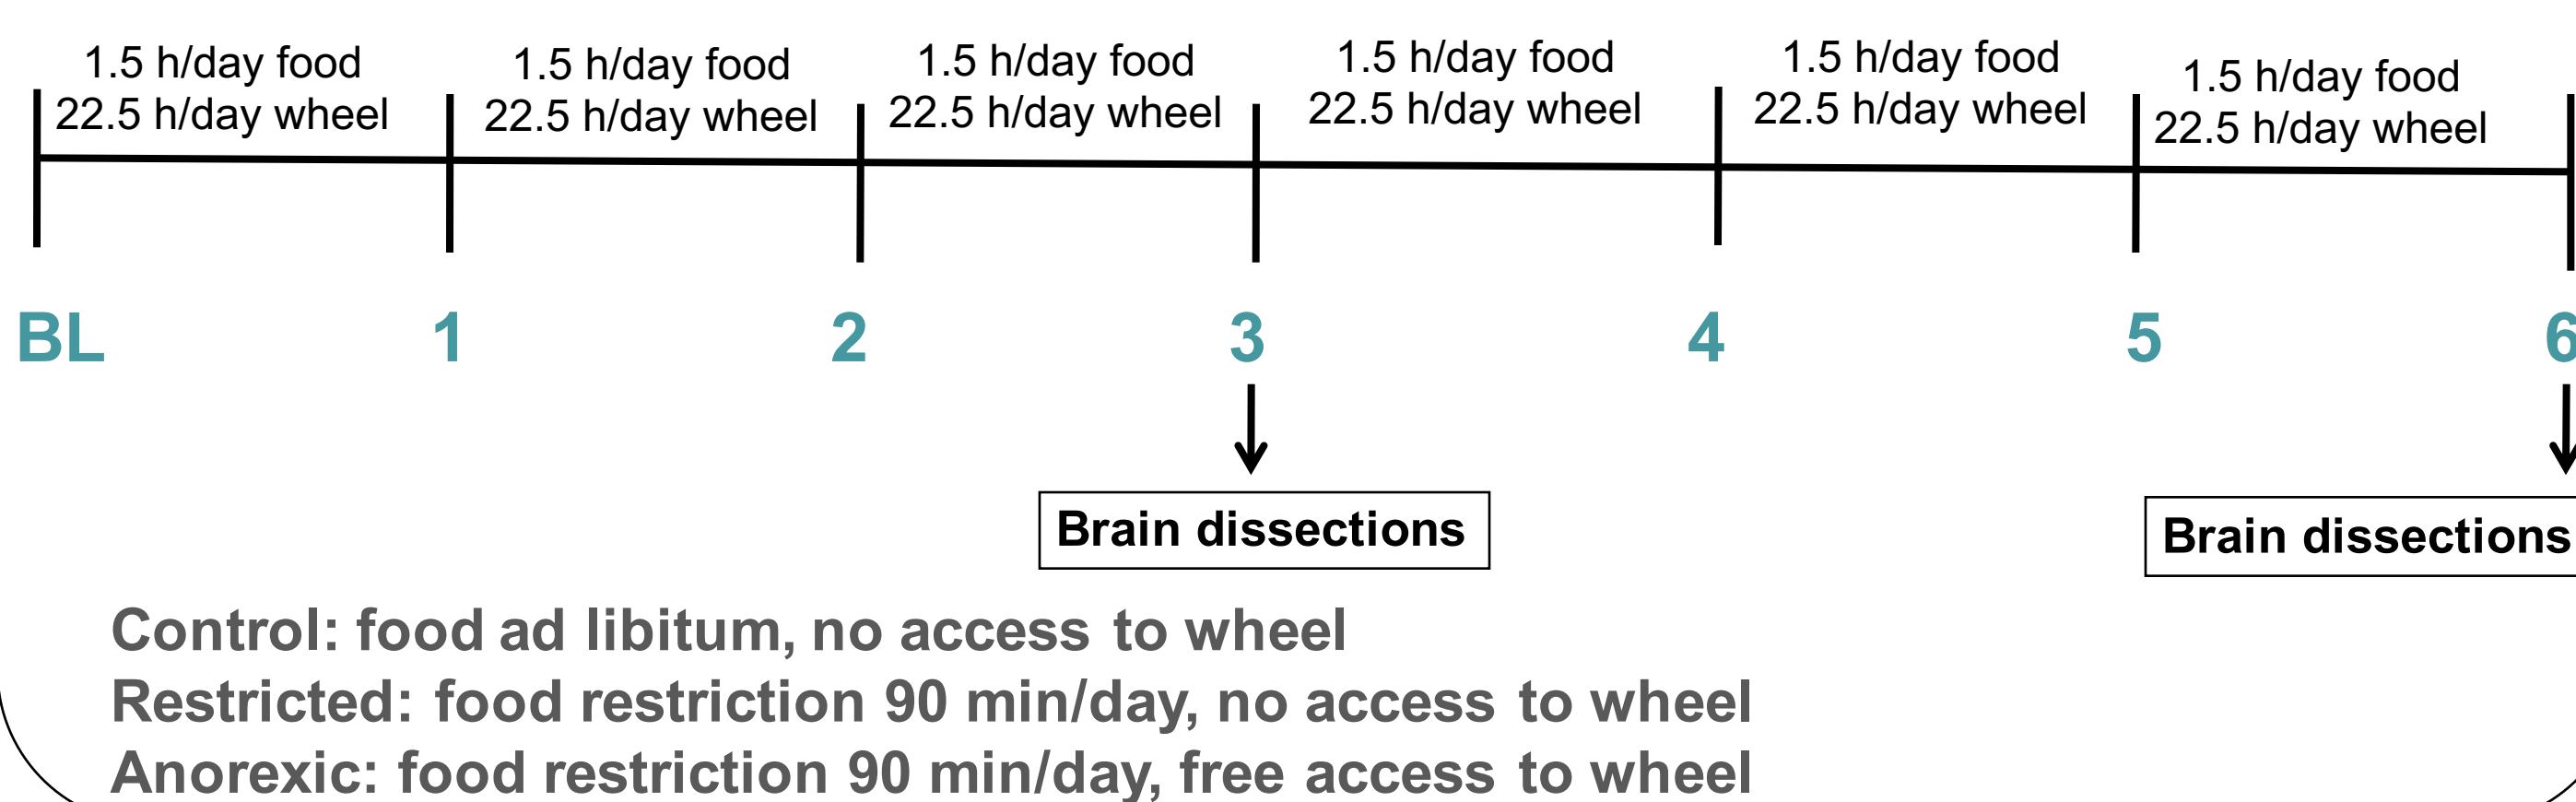 1.5 h/day food
22.5 h/day wheel
1.5 h/day food
22.5 h/day wheel
1.5 h/day food
22.5 h/day wheel
1.5 h/day food
22.5 h/day wheel
1.5 h/day food
22.5 h/day wheel
1.5 h/day food
22.5 h/day wheel
BL 1 2 3 4 5 6
Brain dissections
Brain dissections
Control: food ad libitum, no access to wheel
Restricted: food restriction 90 min/day, no access to wheel
Anorexic: food restriction 90 min/day, free access to wheel